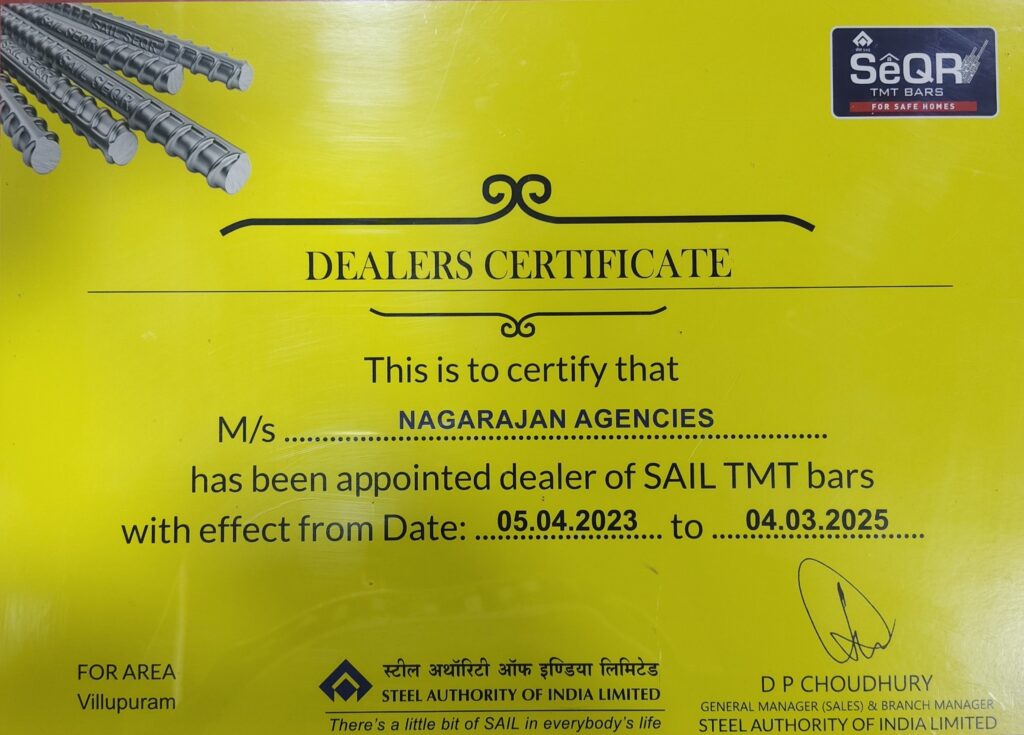 SAIL SEQR
SAIL SEQR
SAIL SEQR
SeQR
TMT BARS
FOR SAFE HOMES
DEALERS CERTIFICATE
This is to certify that
M/s NAGARAJAN AGENCIES
has been appointed dealer of SAIL TMT bars
with effect from Date: 05.04.2023 to 04.03.2025
FOR AREA
Villupuram
स्टील अथॉरिटी ऑफ इण्डिया लिमिटेड
STEEL AUTHORITY OF INDIA LIMITED
There's a little bit of SAIL in everybody's life
D P CHOUDHURY
GENERAL MANAGER (SALES) & BRANCH MANAGER
STEEL AUTHORITY OF INDIA LIMITED